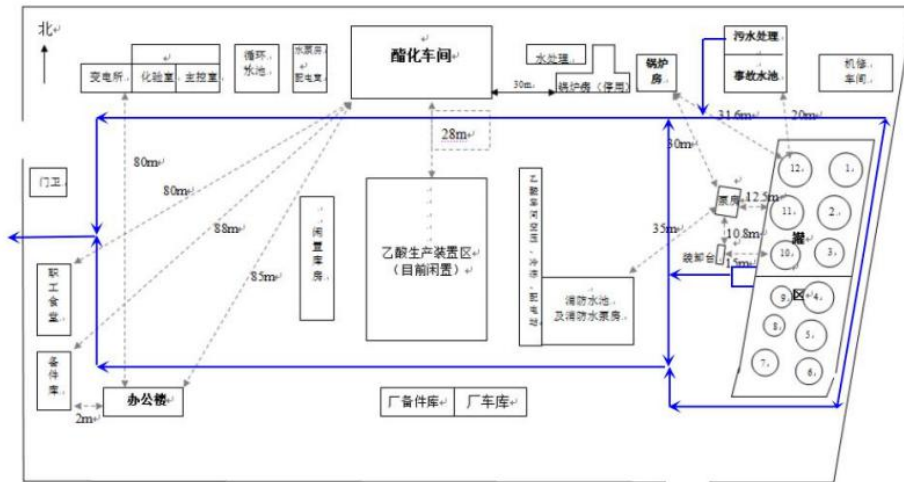 北
变电所
化验室
主控室
循环
水池
水泵房
配电室
酯化车间
30m
水处理
锅炉房（停用）
锅炉
房
污水处理
事故水池
机修
车间
28m
31.6m
20m
30m
80m
80m
88m
85m
35m
12.5m
10.8m
15m
门卫
职工食堂
备件库
2m
办公楼
闲置库房
乙酸生产装置区
（目前闲置）
消防水池
及消防水泵房
泵房
装卸台
12
1
11
2
罐
10
3
区
9
4
8
5
7
6
厂备件库
厂车库